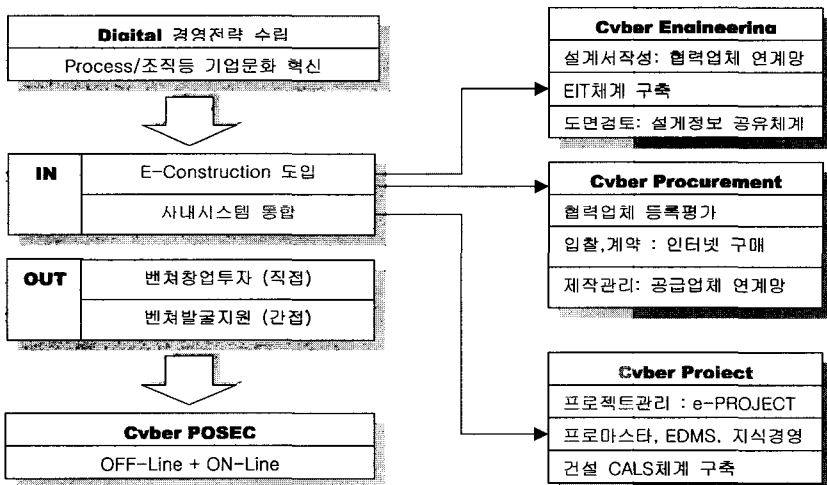 Digital 경영전략 수립
Process/조직등 기업문화 혁신
IN
E-Construction 도입
사내시스템 통합
OUT
벤쳐창업투자 (직접)
벤쳐발굴지원 (간접)
Cyber POSEC
OFF-Line + ON-Line
Cyber Engineering
설계서작성: 협력업체 연계망
EIT체계 구축
도면검토: 설계정보 공유체계
Cyber Procurement
협력업체 등록평가
입찰,계약 : 인터넷 구매
제작관리: 공급업체 연계망
Cyber Project
프로젝트관리 : e-PROJECT
프로마스타, EDMS, 지식경영
건설 CALS체계 구축